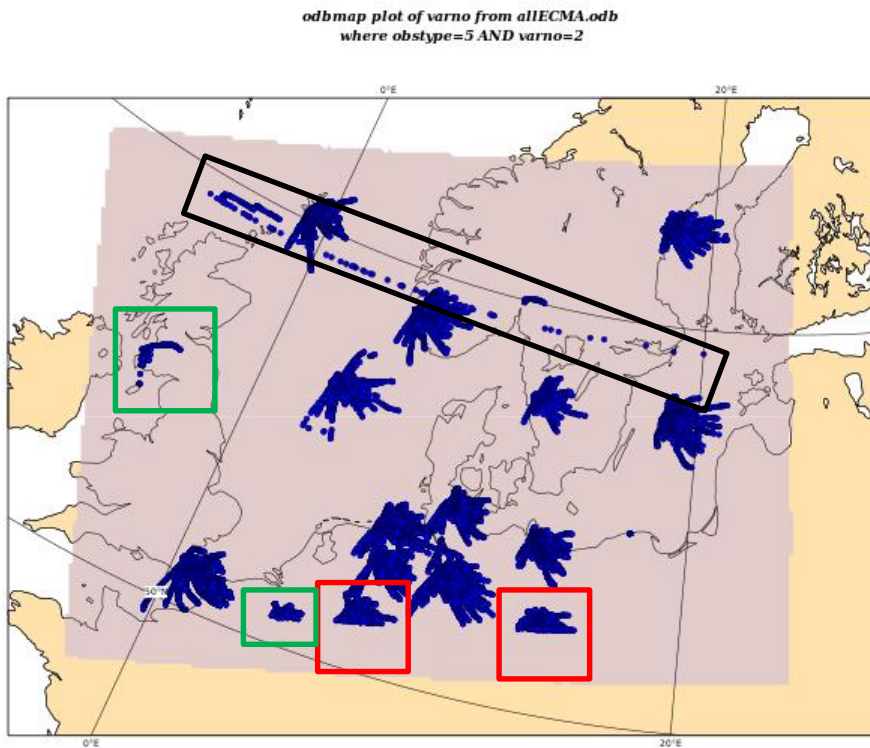 odbmap plot of varno from allECMA.odb
where obstype=5 AND varno=2
0°E
20°E
50°N
0°E
20°E